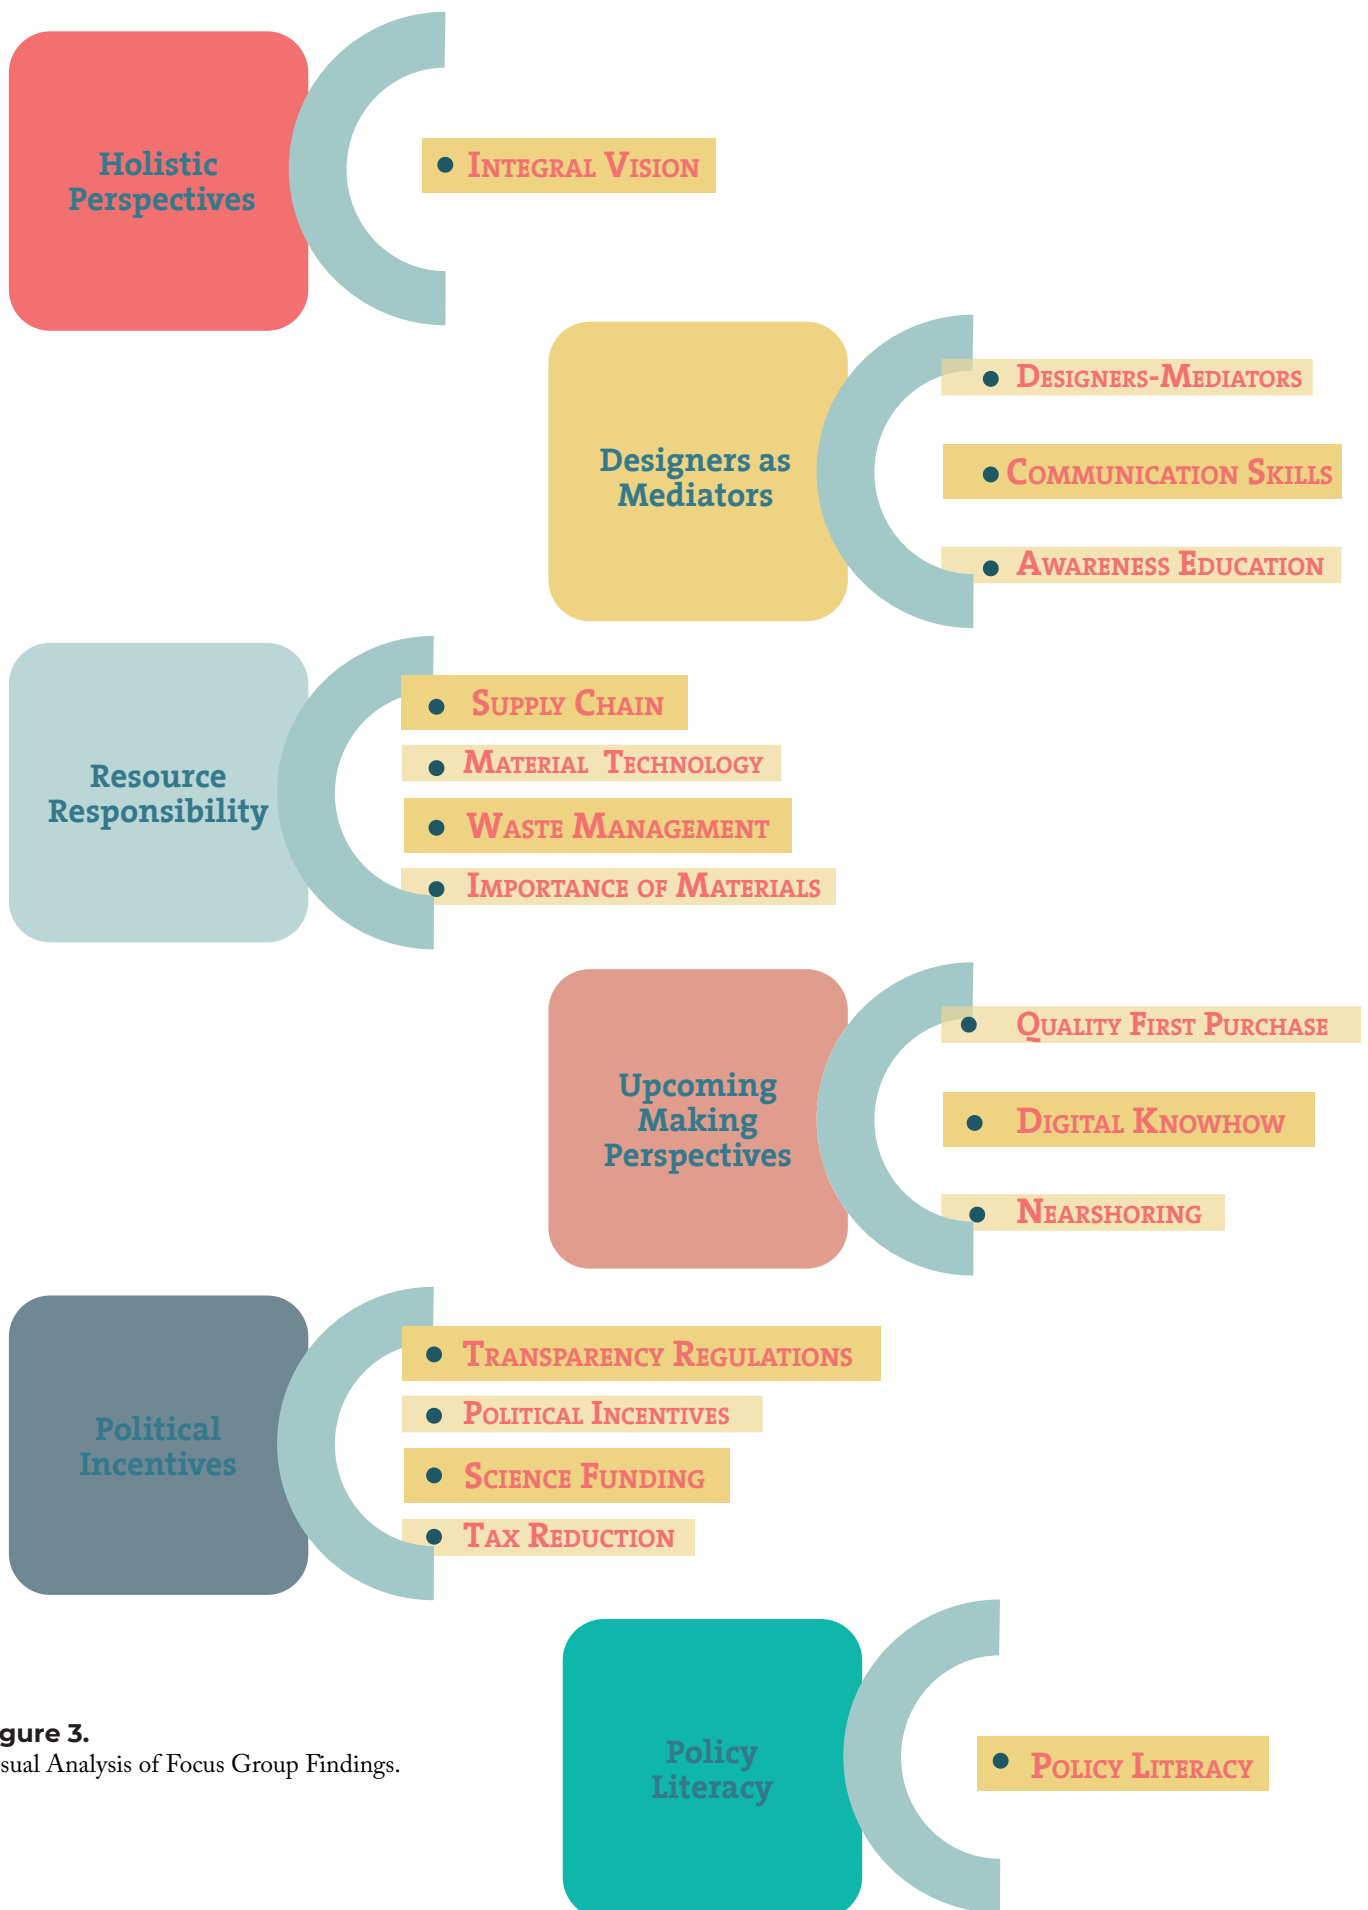 Holistic
Perspectives
• Integral Vision
Designers as
Mediators
• Designers-Mediators
• Communication Skills
• Awareness Education
Resource
Responsibility
• Supply Chain
• Material Technology
• Waste Management
• Importance of Materials
Upcoming
Making
Perspectives
• Quality First Purchase
• Digital Knowhow
• Nearshoring
Political
Incentives
• Transparency Regulations
• Political Incentives
• Science Funding
• Tax Reduction
Policy
Literacy
• Policy Literacy
gure 3.
sual Analysis of Focus Group Findings.